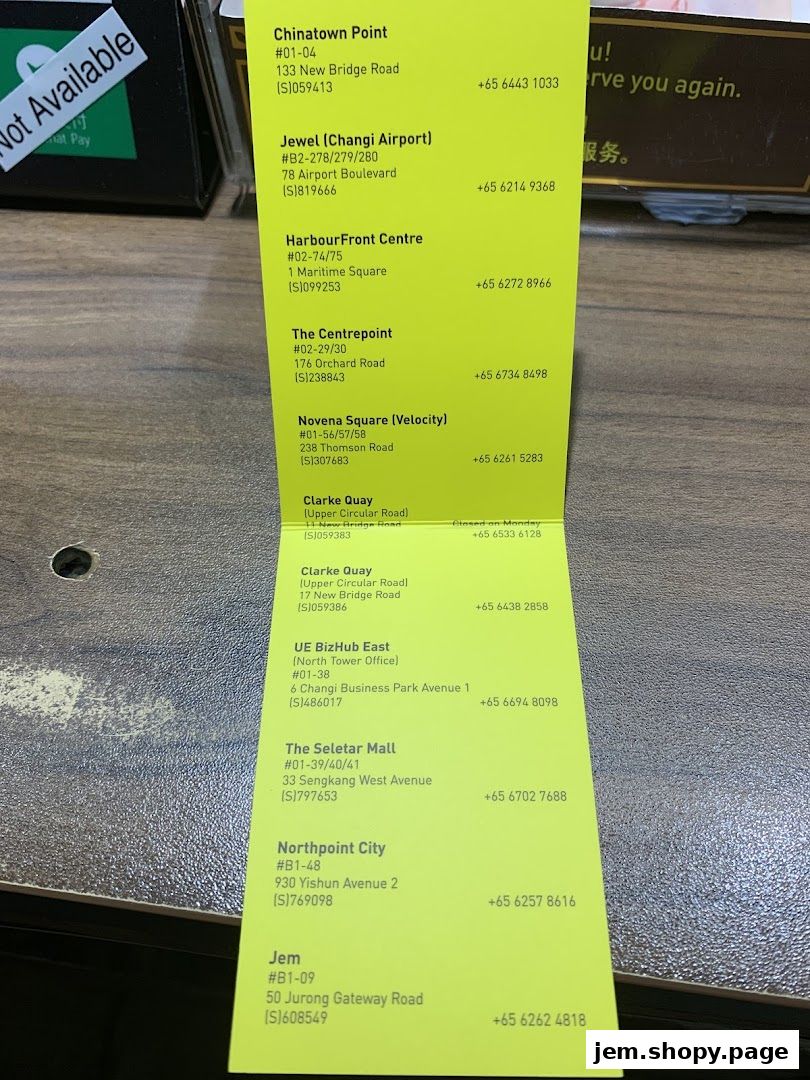 Not Available
Pay
u!
rve you again.
服务。
Chinatown Point
#01-04
133 New Bridge Road
(S)059413 +65 6443 1033
Jewel (Changi Airport)
#B2-278/279/280
78 Airport Boulevard
(S)819666 +65 6214 9368
HarbourFront Centre
#02-74/75
1 Maritime Square
(S)099253 +65 6272 8966
The Centrepoint
#02-29/30
176 Orchard Road
(S)238843 +65 6734 8498
Novena Square (Velocity)
#01-56/57/58
238 Thomson Road
(S)307683 +65 6261 5283
Clarke Quay
(Upper Circular Road)
11 New Bridge Road Closed on Monday
(S)059383 +65 6533 6128
Clarke Quay
(Upper Circular Road)
17 New Bridge Road
(S)059386 +65 6438 2858
UE BizHub East
(North Tower Office)
#01-38
6 Changi Business Park Avenue 1
(S)486017 +65 6694 8098
The Seletar Mall
#01-39/40/41
33 Sengkang West Avenue
(S)797653 +65 6702 7688
Northpoint City
#B1-48
930 Yishun Avenue 2
(S)769098 +65 6257 8616
Jem
#B1-09
50 Jurong Gateway Road
(S)608549 +65 6262 4818
jem.shopy.page